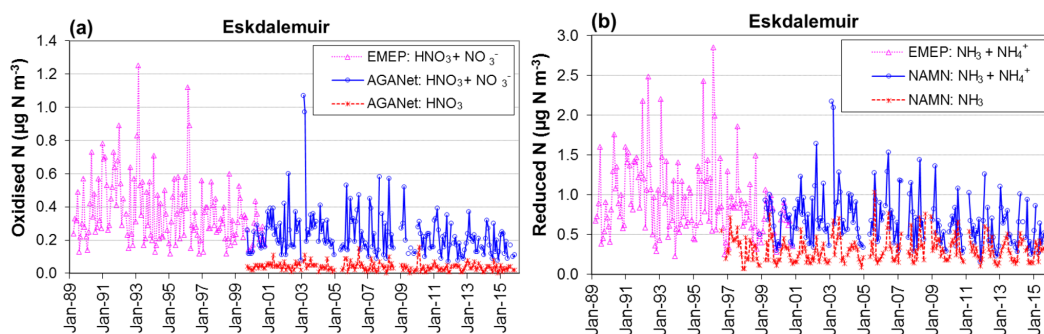 (a)
Eskdalemuir
EMEP: HNO3 + NO3-
AGANet: HNO3 + NO3-
AGANet: HNO3
Oxidised N (µg N m-3)
1.4
1.2
1.0
0.8
0.6
0.4
0.2
0.0
Jan-89
Jan-91
Jan-93
Jan-95
Jan-97
Jan-99
Jan-01
Jan-03
Jan-05
Jan-07
Jan-09
Jan-11
Jan-13
Jan-15
(b)
Eskdalemuir
EMEP: NH3 + NH4+
NAMN: NH3 + NH4+
NAMN: NH3
Reduced N (µg N m-3)
3.0
2.5
2.0
1.5
1.0
0.5
0.0
Jan-89
Jan-91
Jan-93
Jan-95
Jan-97
Jan-99
Jan-01
Jan-03
Jan-05
Jan-07
Jan-09
Jan-11
Jan-13
Jan-15